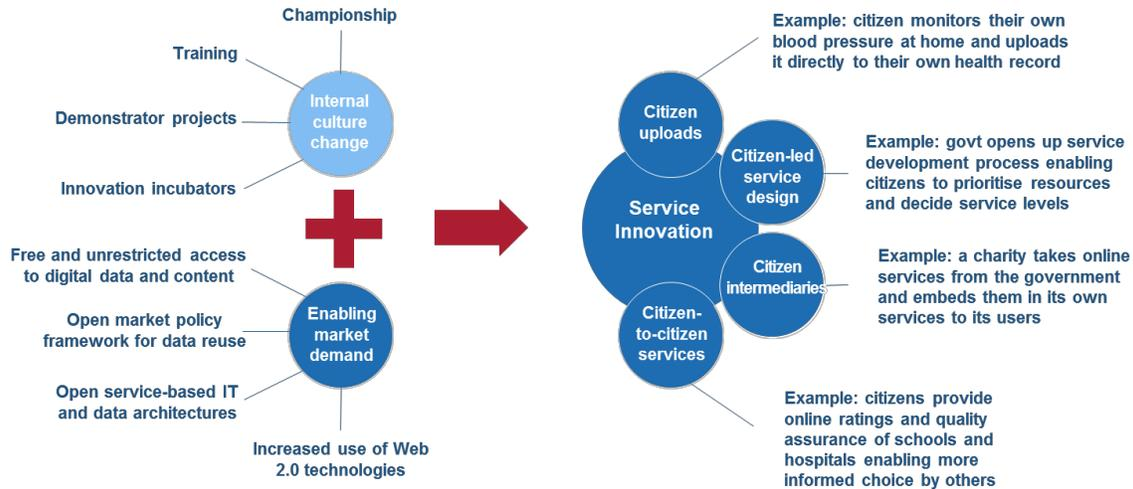 Championship
Training
Demonstrator projects
Innovation incubators
Internal
culture
change
Free and unrestricted access
to digital data and content
Open market policy
framework for data reuse
Open service-based IT
and data architectures
Increased use of Web
2.0 technologies
Enabling
market
demand
Service
Innovation
Citizen
uploads
Example: citizen monitors their own
blood pressure at home and uploads
it directly to their own health record
Citizen-led
service
design
Example: govt opens up service
development process enabling
citizens to prioritise resources
and decide service levels
Citizen
intermediaries
Example: a charity takes online
services from the government
and embeds them in its own
services to its users
Citizen-
to-citizen
services
Example: citizens provide
online ratings and quality
assurance of schools and
hospitals enabling more
informed choice by others